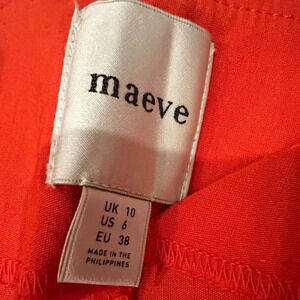 maeve
UK 10
US 6
EU 38
MADE IN THE
PHILIPPINES